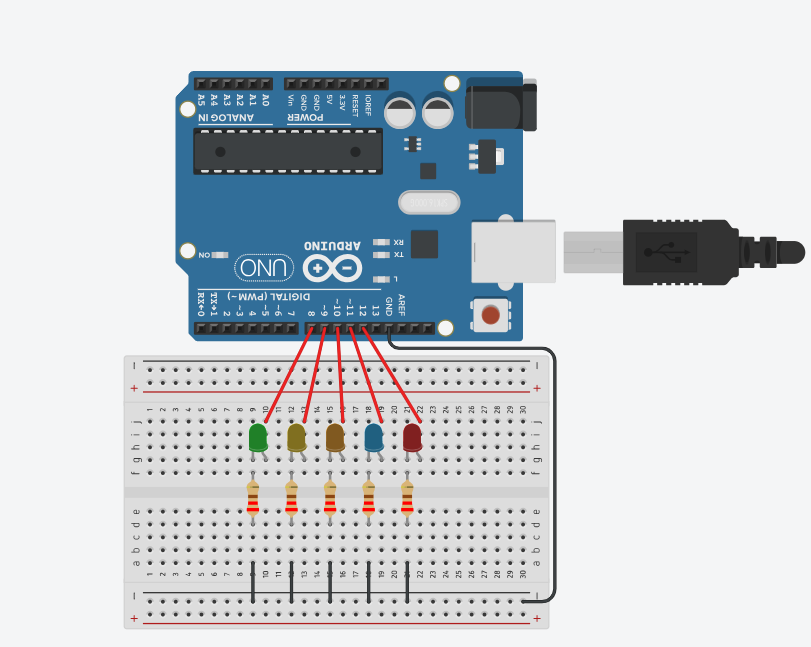 A5 A4 A3 A2 A1 A0
Vin GND GND 5V 3.3V RESET IOREF
ANALOG IN
POWER
ARDUINO
RX
TX
ON
UNO
L
DIGITAL (PWM~)
RX←0 TX→1 2 ~3 4 ~5 ~6 7 8 ~9 ~10 ~11 12 13 GND AREF
− −
+ +
1 2 3 4 5 6 7 8 9 10 11 12 13 14 15 16 17 18 19 20 21 22 23 24 25 26 27 28 29 30
j j
i i
h h
g g
f f
e e
d d
c c
b b
a a
1 2 3 4 5 6 7 8 9 10 11 12 13 14 15 16 17 18 19 20 21 22 23 24 25 26 27 28 29 30
− −
+ +